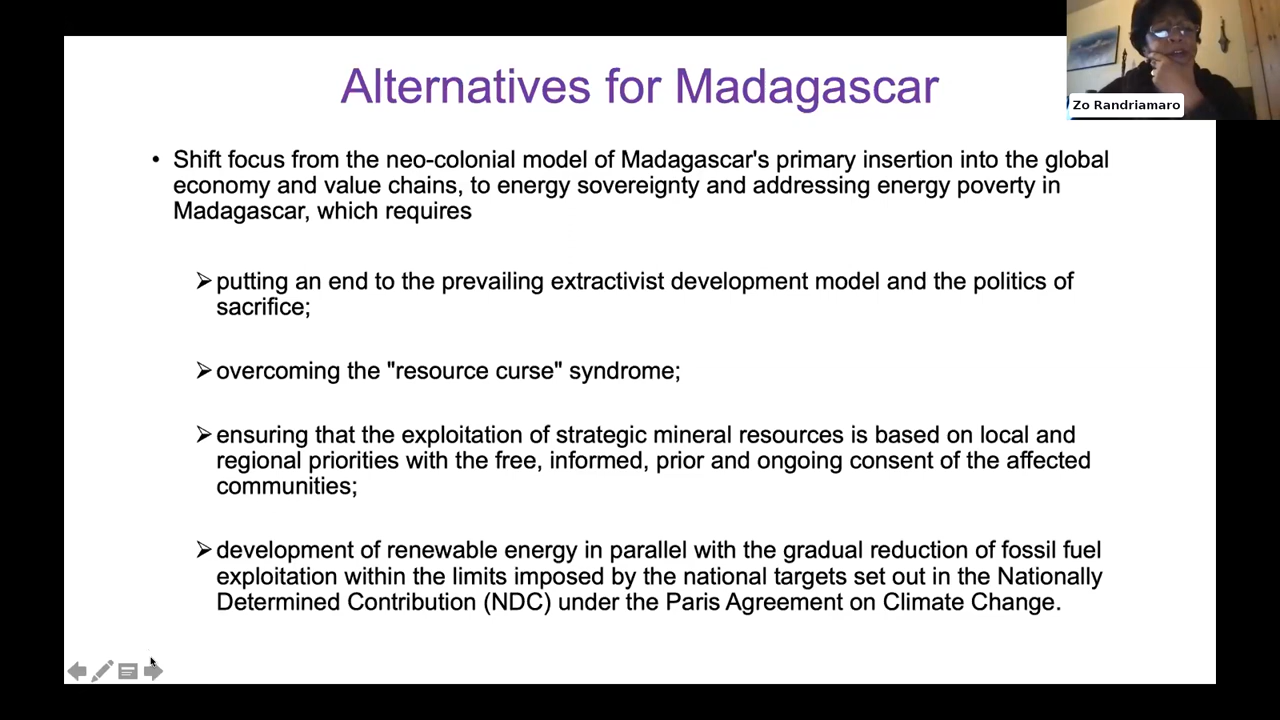 Alternatives for Madagascar
Zo Randriamaro
• Shift focus from the neo-colonial model of Madagascar's primary insertion into the global
economy and value chains, to energy sovereignty and addressing energy poverty in
Madagascar, which requires
➢ putting an end to the prevailing extractivist development model and the politics of
sacrifice;
➢ overcoming the "resource curse" syndrome;
➢ ensuring that the exploitation of strategic mineral resources is based on local and
regional priorities with the free, informed, prior and ongoing consent of the affected
communities;
➢ development of renewable energy in parallel with the gradual reduction of fossil fuel
exploitation within the limits imposed by the national targets set out in the Nationally
Determined Contribution (NDC) under the Paris Agreement on Climate Change.